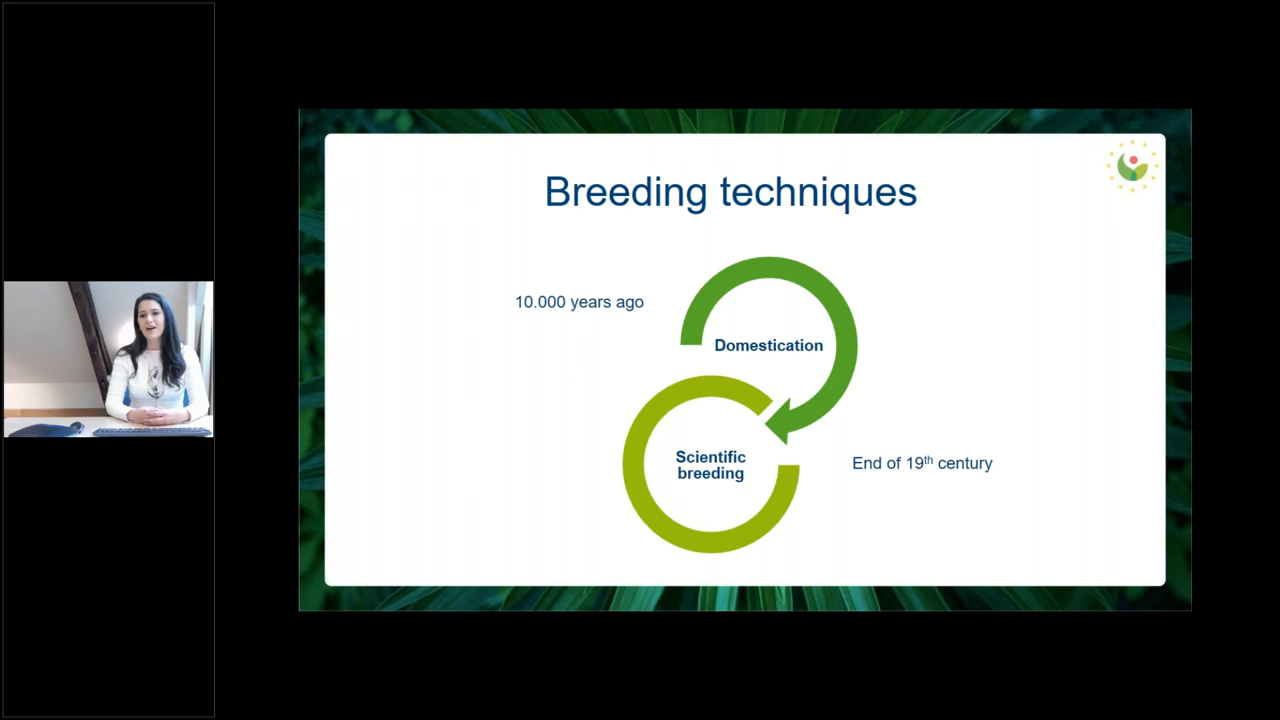 Breeding techniques
10.000 years ago
Domestication
Scientific
breeding
End of 19th century